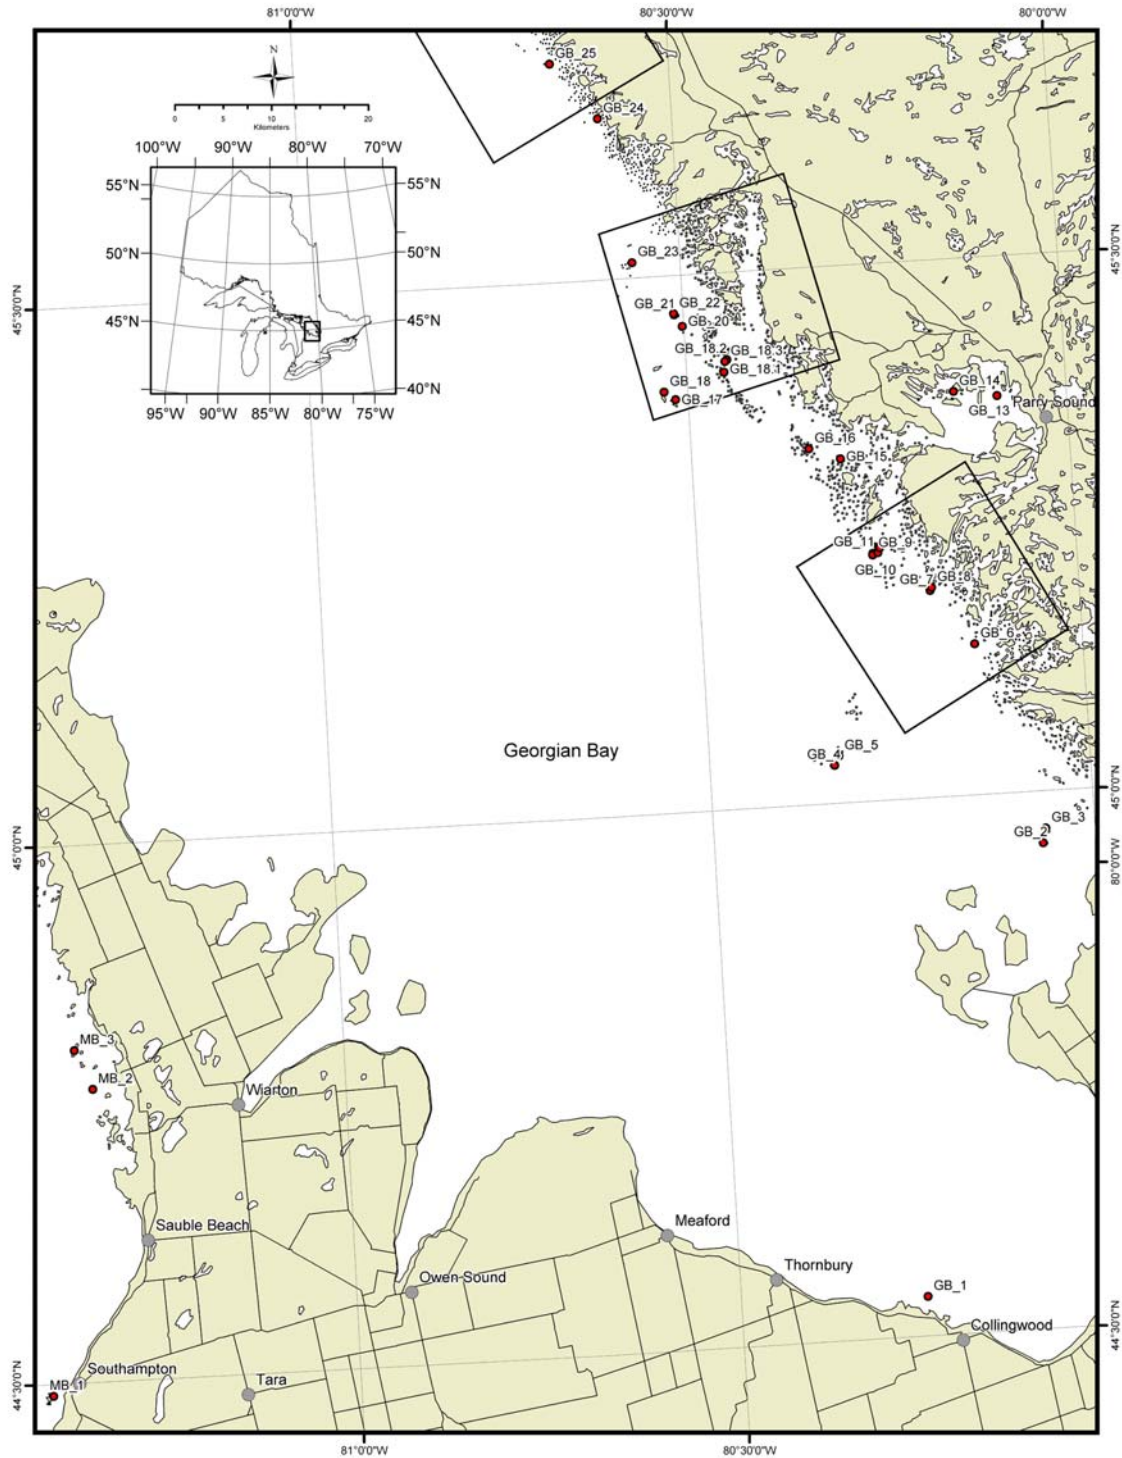 81°0'0"W 80°30'0"W 80°0'0"W
GB_25
N
GB_24
0 5 10 20
Kilometers
100°W 90°W 80°W 70°W
55°N 55°N
50°N 50°N
45°N 45°N
40°N
95°W 90°W 85°W 80°W 75°W
GB_23
45°30'0"N
45°30'0"N
GB_21 GB_22
GB_20
GB_18.2 GB_18.3
GB_18.1
GB_18
GB_17
GB_14
GB_13 Parry Sound
GB_16
GB_15
GB_11 GB_9
GB_10
GB_7 GB_8
GB_6
Georgian Bay
GB_5
GB_4
45°0'0"N
GB_3
GB_2
45°0'0"N
80°0'0"W
MB_3
MB_2
Wiarton
Sauble Beach
Meaford
Owen Sound
Thornbury
GB_1
Collingwood
44°30'0"N
Southampton
MB_1
Tara
44°30'0"N
81°0'0"W 80°30'0"W